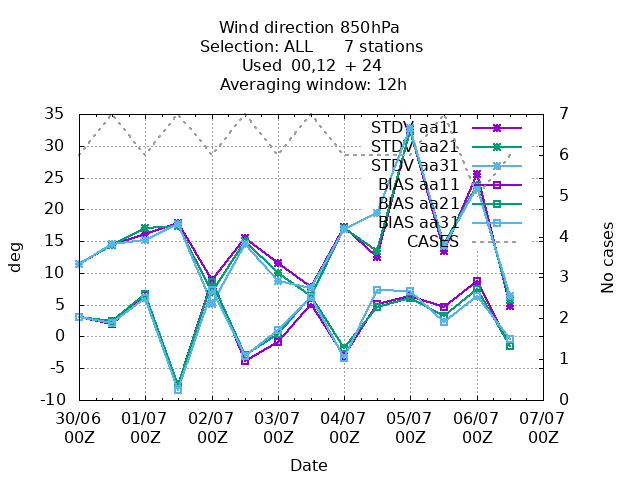 Wind direction 850hPa
Selection: ALL 7 stations
Used 00,12 + 24
Averaging window: 12h
35
30
25
20
15
10
5
0
-5
-10
deg
7
6
5
4
3
2
1
0
No cases
STDV aa11
STDV aa21
STDV aa31
BIAS aa11
BIAS aa21
BIAS aa31
CASES
30/06 01/07 02/07 03/07 04/07 05/07 06/07 07/07
00Z 00Z 00Z 00Z 00Z 00Z 00Z 00Z
Date